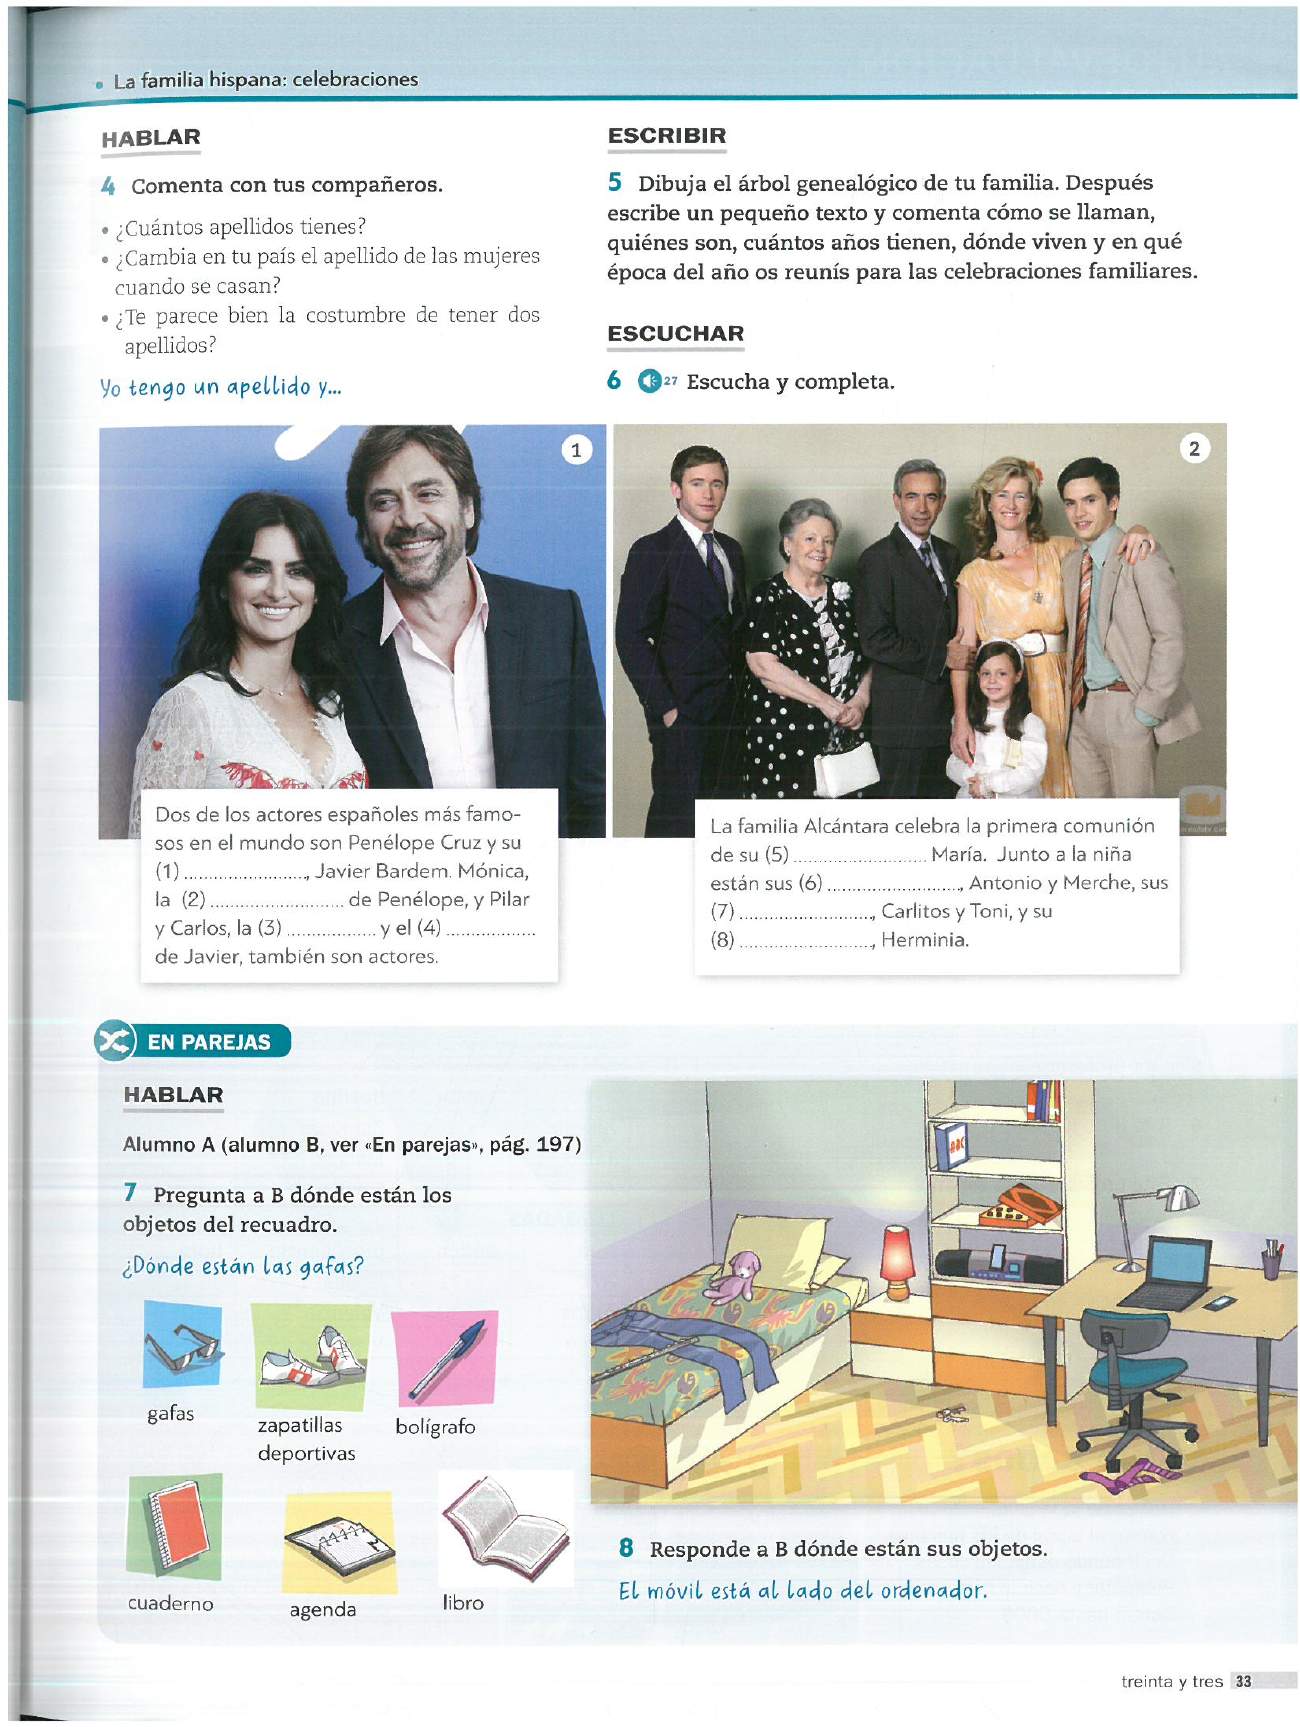 La familia hispana: celebraciones
HABLAR
4 Comenta con tus compañeros.
• ¿Cuántos apellidos tienes?
• ¿Cambia en tu país el apellido de las mujeres
cuando se casan?
• ¿Te parece bien la costumbre de tener dos
apellidos?
Yo tengo un apellido y...
ESCRIBIR
5 Dibuja el árbol genealógico de tu familia. Después
escribe un pequeño texto y comenta cómo se llaman,
quiénes son, cuántos años tienen, dónde viven y en qué
época del año os reunís para las celebraciones familiares.
ESCUCHAR
6 27 Escucha y completa.
1
Dos de los actores españoles más famo-
sos en el mundo son Penélope Cruz y su
(1) ........................, Javier Bardem. Mónica,
la (2) .......................... de Penélope, y Pilar
y Carlos, la (3) .................. y el (4) ..................
de Javier, también son actores.
2
La familia Alcántara celebra la primera comunión
de su (5) .......................... María. Junto a la niña
están sus (6) .........................., Antonio y Merche, sus
(7) .........................., Carlitos y Toni, y su
(8) .........................., Herminia.
EN PAREJAS
HABLAR
Alumno A (alumno B, ver «En parejas», pág. 197)
7 Pregunta a B dónde están los
objetos del recuadro.
¿Dónde están las gafas?
gafas
zapatillas
deportivas
bolígrafo
cuaderno
agenda
libro
ABC
8 Responde a B dónde están sus objetos.
El móvil está al lado del ordenador.
treinta y tres 33